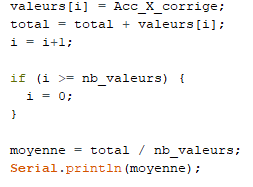 valeurs[i] = Acc_X_corrige;
total = total + valeurs[i];
i = i+1;
if (i >= nb_valeurs) {
i = 0;
}
moyenne = total / nb_valeurs;
Serial.println(moyenne);